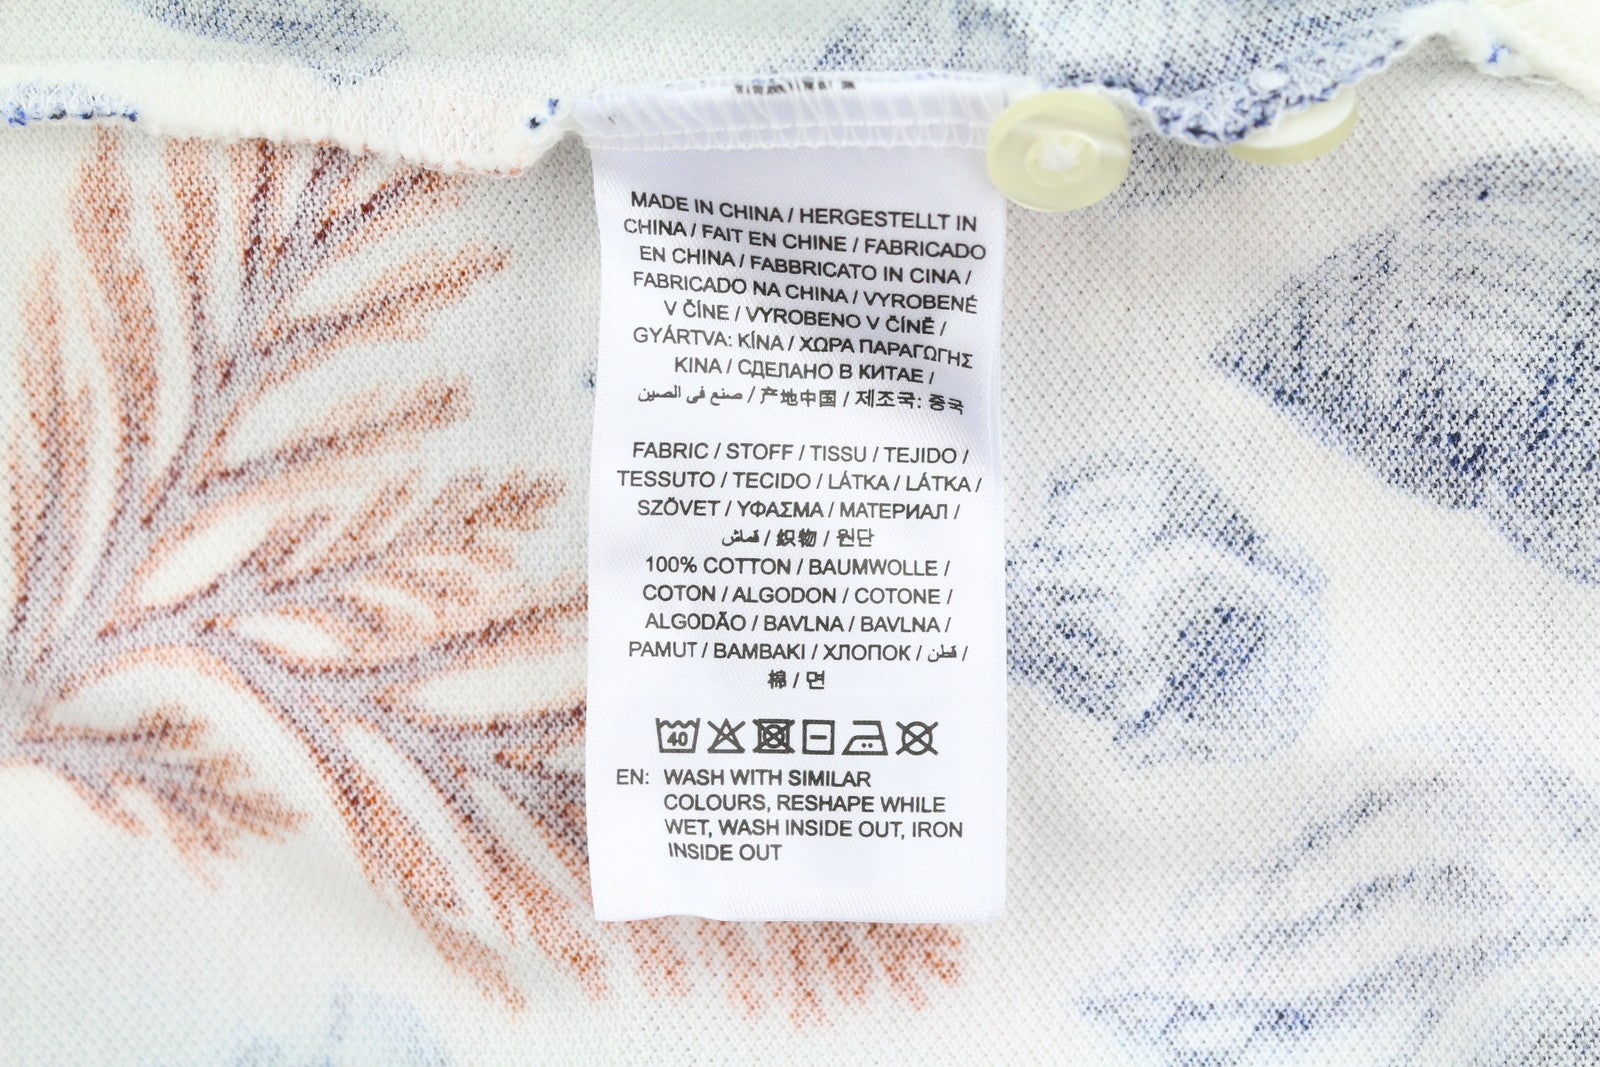 MADE IN CHINA / HERGESTELLT IN
CHINA / FAIT EN CHINE / FABRICADO
EN CHINA / FABBRICATO IN CINA /
FABRICADO NA CHINA / VYROBENÉ
V ČÍNE / VYROBENO V ČÍNĚ /
GYÁRTVA: KÍNA / ΧΩΡΑ ΠΑΡΑΓΩΓΗΣ
ΚΙΝΑ / СДЕЛАНО В КИТАЕ /
صنع في الصين / 产地中国 / 제조국: 중국
FABRIC / STOFF / TISSU / TEJIDO /
TESSUTO / TECIDO / LÁTKA / LÁTKA /
SZÖVET / ΥΦΑΣΜΑ / МАТЕРИАЛ /
قماش / 織物 / 원단
100% COTTON / BAUMWOLLE /
COTON / ALGODON / COTONE /
ALGODÃO / BAVLNA / BAVLNA /
PAMUT / BAMBAKI / ХЛОПОК / قطن /
棉 / 면
40
EN: WASH WITH SIMILAR
COLOURS, RESHAPE WHILE
WET, WASH INSIDE OUT, IRON
INSIDE OUT